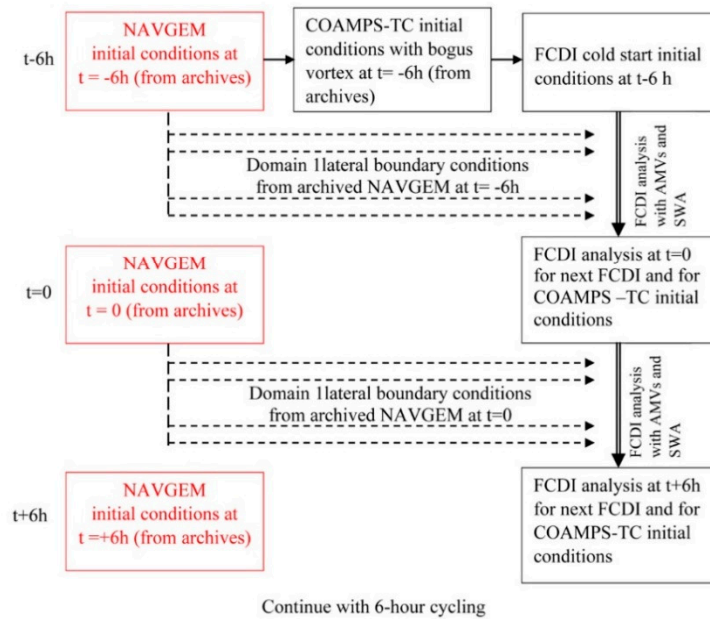 t-6h
NAVGEM
initial conditions at
t = -6h (from archives)
COAMPS-TC initial
conditions with bogus
vortex at t= -6h (from
archives)
FCDI cold start initial
conditions at t-6 h
Domain 1lateral boundary conditions
from archived NAVGEM at t= -6h
FCDI analysis
with AMVs and
SWA
t=0
NAVGEM
initial conditions at
t = 0 (from archives)
FCDI analysis at t=0
for next FCDI and for
COAMPS –TC initial
conditions
Domain 1lateral boundary conditions
from archived NAVGEM at t=0
FCDI analysis
with AMVs and
SWA
t+6h
NAVGEM
initial conditions at
t =+6h (from archives)
FCDI analysis at t+6h
for next FCDI and for
COAMPS-TC initial
conditions
Continue with 6-hour cycling